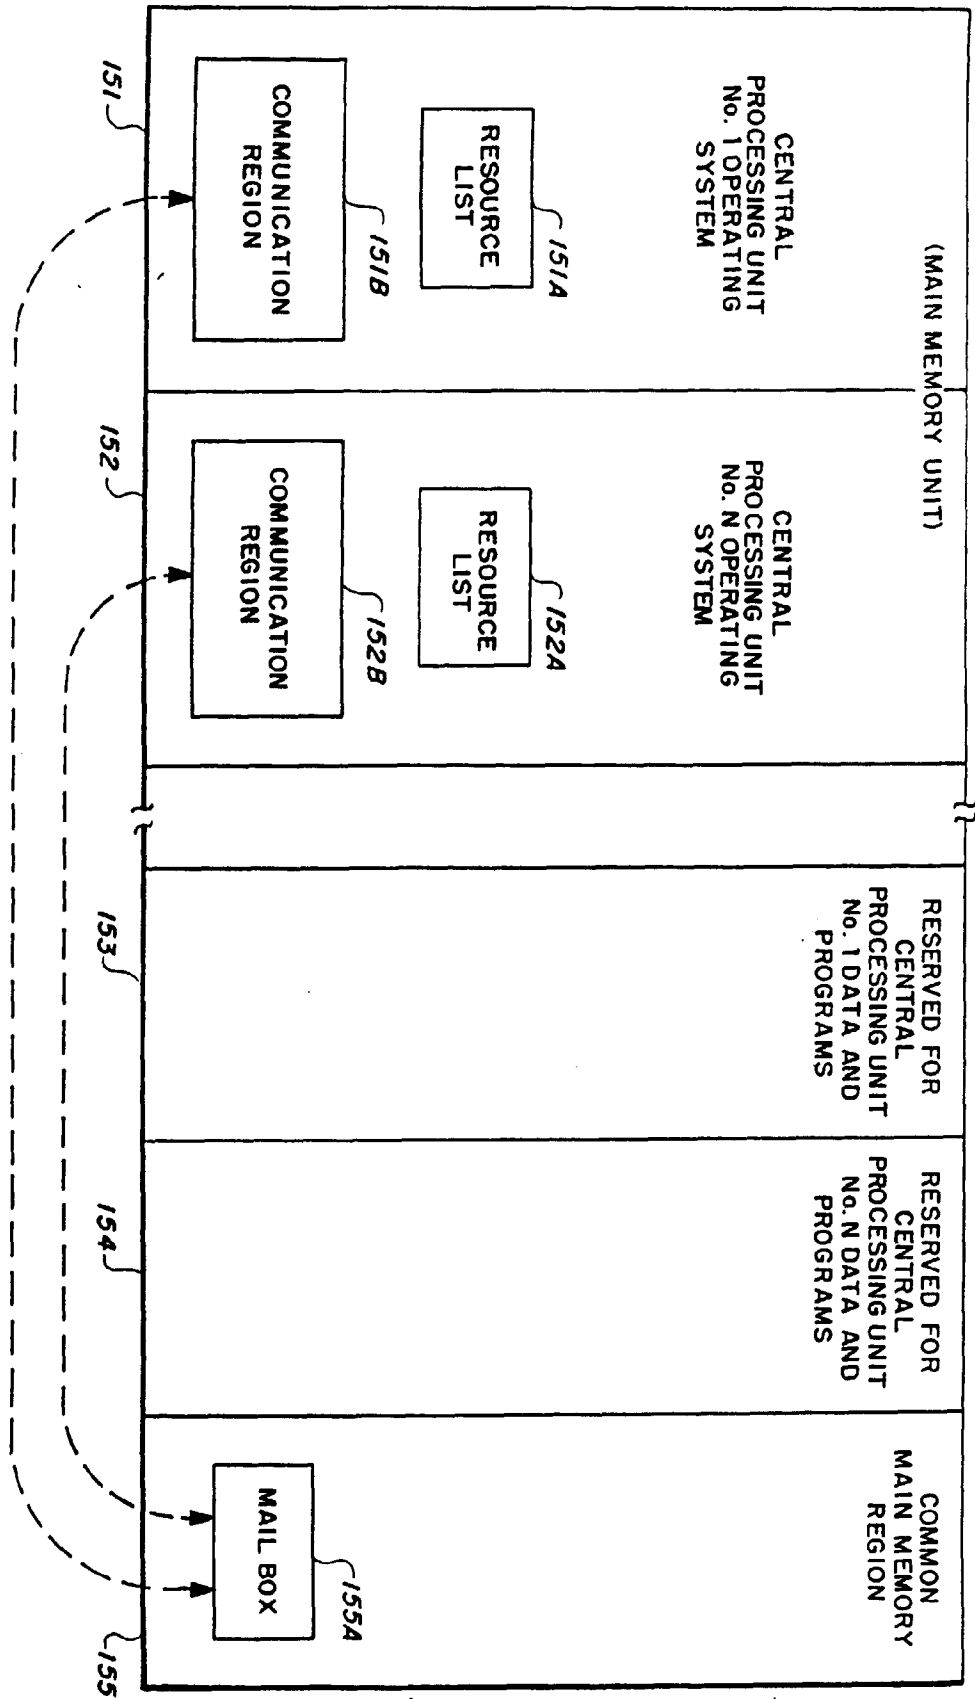 (MAIN MEMORY UNIT)
CENTRAL
PROCESSING UNIT
No. 1 OPERATING
SYSTEM
RESOURCE
LIST
151A
COMMUNICATION
REGION
151B
151
CENTRAL
PROCESSING UNIT
No. N OPERATING
SYSTEM
RESOURCE
LIST
152A
COMMUNICATION
REGION
152B
152
RESERVED FOR
CENTRAL
PROCESSING UNIT
No. 1 DATA AND
PROGRAMS
153
RESERVED FOR
CENTRAL
PROCESSING UNIT
No. N DATA AND
PROGRAMS
154
COMMON
MAIN MEMORY
REGION
MAIL BOX
155A
155